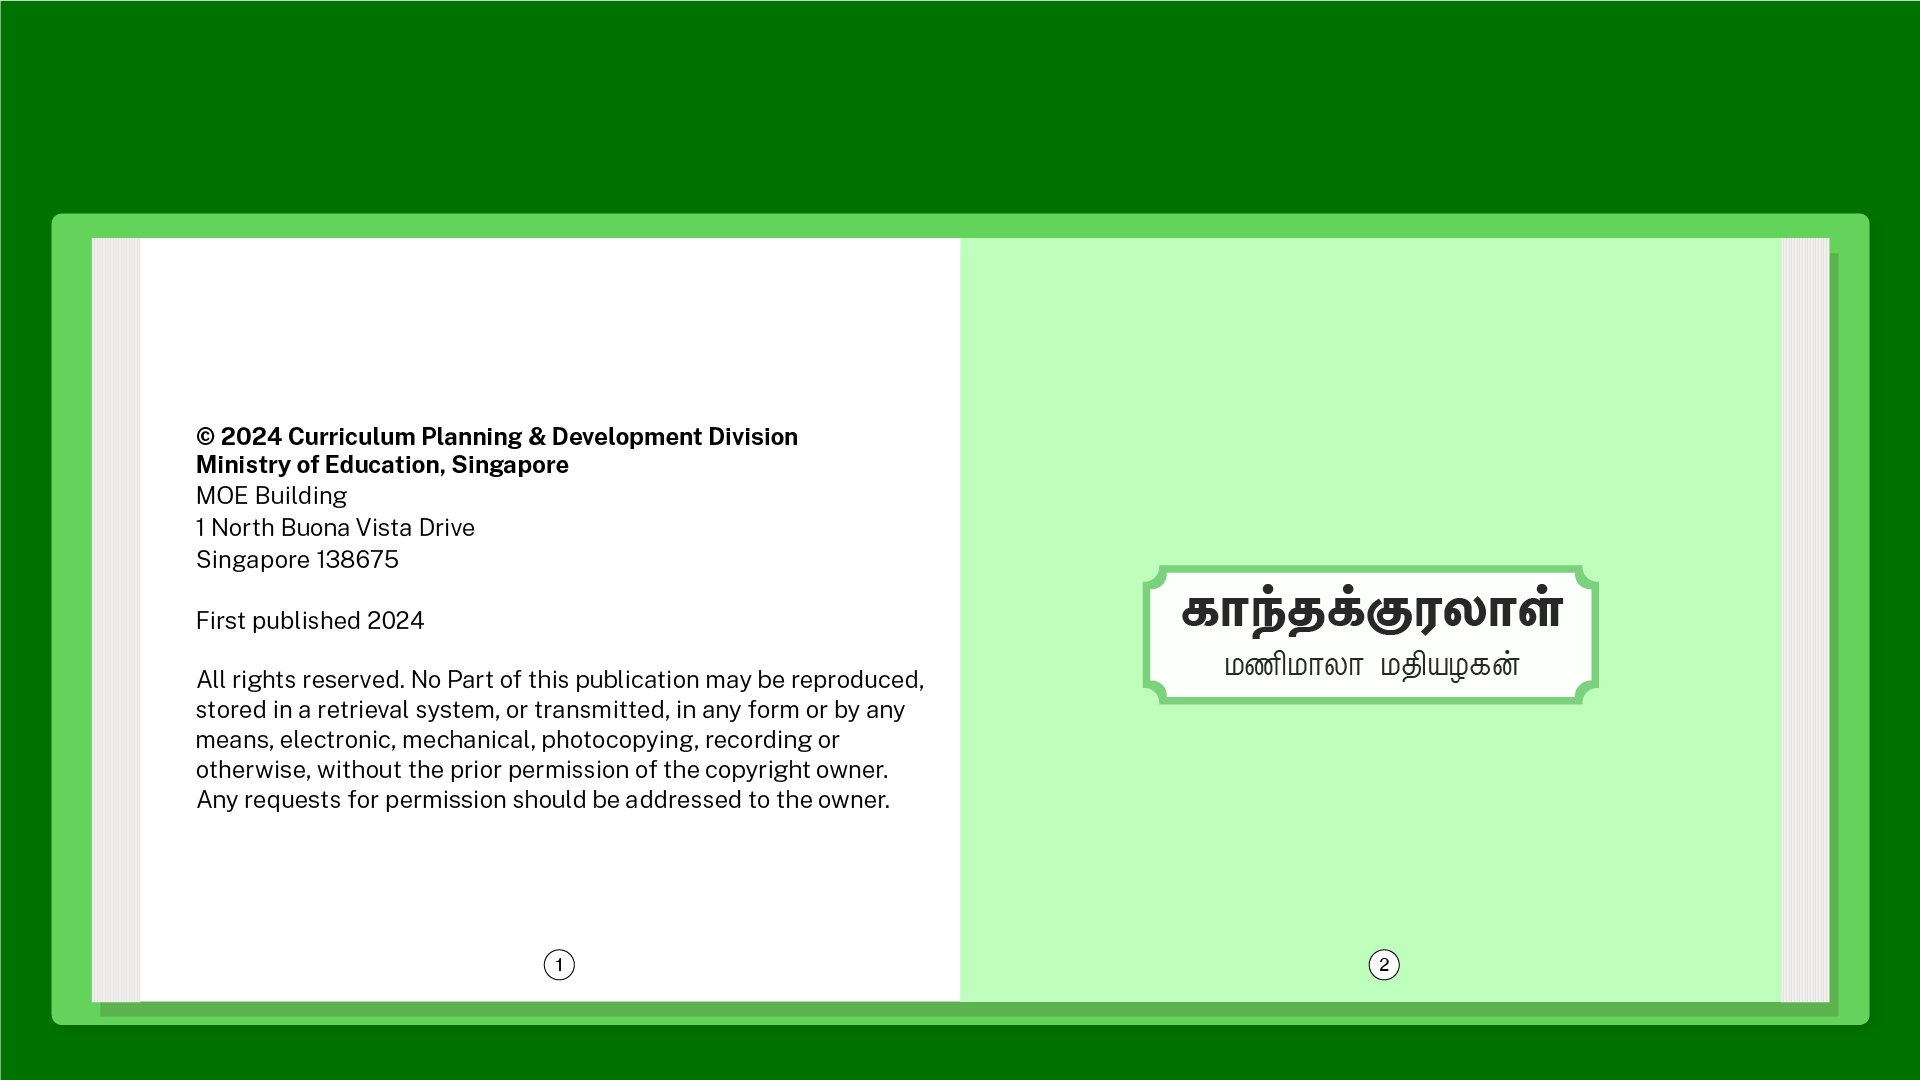 © 2024 Curriculum Planning & Development Division
Ministry of Education, Singapore
MOE Building
1 North Buona Vista Drive
Singapore 138675
First published 2024
All rights reserved. No Part of this publication may be reproduced,
stored in a retrieval system, or transmitted, in any form or by any
means, electronic, mechanical, photocopying, recording or
otherwise, without the prior permission of the copyright owner.
Any requests for permission should be addressed to the owner.
1
காந்தக்குரலாள்
மணிமாலா மதியழகன்
2